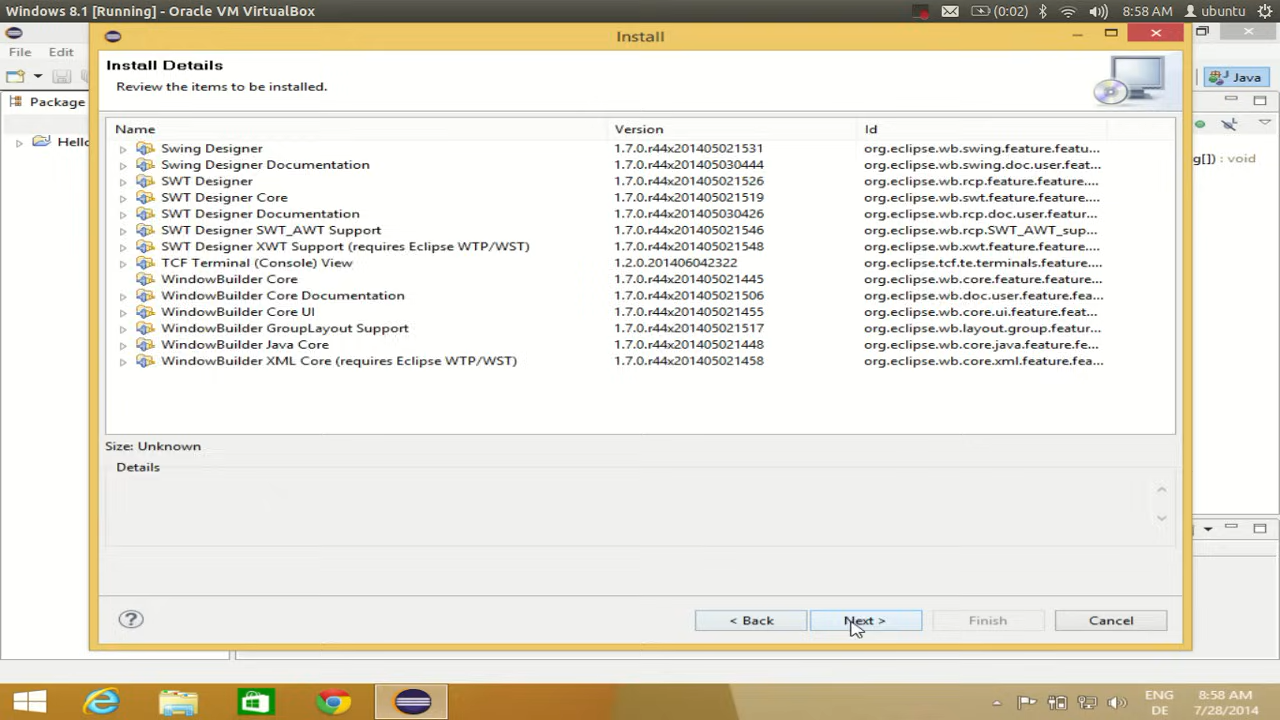 Windows 8.1 [Running] - Oracle VM VirtualBox (0:02) 8:58 AM ubuntu
Install
File Edit
Install Details
Review the items to be installed.
Java
Package
Hello
Name Version Id
Swing Designer 1.7.0.r44x201405021531 org.eclipse.wb.swing.feature.featu...
Swing Designer Documentation 1.7.0.r44x201405030444 org.eclipse.wb.swing.doc.user.feat...
SWT Designer 1.7.0.r44x201405021526 org.eclipse.wb.rcp.feature.feature....
SWT Designer Core 1.7.0.r44x201405021519 org.eclipse.wb.swt.feature.feature....
SWT Designer Documentation 1.7.0.r44x201405030426 org.eclipse.wb.rcp.doc.user.featur...
SWT Designer SWT_AWT Support 1.7.0.r44x201405021546 org.eclipse.wb.rcp.SWT_AWT_sup...
SWT Designer XWT Support (requires Eclipse WTP/WST) 1.7.0.r44x201405021548 org.eclipse.wb.xwt.feature.feature...
TCF Terminal (Console) View 1.2.0.201406042322 org.eclipse.tcf.te.terminals.feature....
WindowBuilder Core 1.7.0.r44x201405021445 org.eclipse.wb.core.feature.feature...
WindowBuilder Core Documentation 1.7.0.r44x201405021506 org.eclipse.wb.doc.user.feature.fea...
WindowBuilder Core UI 1.7.0.r44x201405021455 org.eclipse.wb.core.ui.feature.feat...
WindowBuilder GroupLayout Support 1.7.0.r44x201405021517 org.eclipse.wb.layout.group.featur...
WindowBuilder Java Core 1.7.0.r44x201405021448 org.eclipse.wb.core.java.feature.fe...
WindowBuilder XML Core (requires Eclipse WTP/WST) 1.7.0.r44x201405021458 org.eclipse.wb.core.xml.feature.fea...
g[]) : void
Size: Unknown
Details
? < Back Next > Finish Cancel
ENG 8:58 AM
DE 7/28/2014